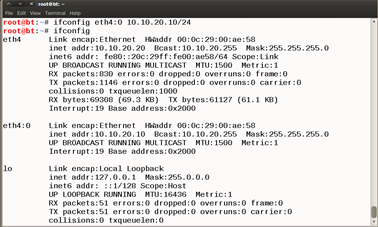 root@bt: ~
File Edit View Terminal Help
root@bt:~# ifconfig eth4:0 10.10.20.10/24
root@bt:~# ifconfig
eth4 Link encap:Ethernet HWaddr 00:0c:29:00:ae:58
inet addr:10.20.20.20 Bcast:10.20.20.255 Mask:255.255.255.0
inet6 addr: fe80::20c:29ff:fe00:ae58/64 Scope:Link
UP BROADCAST RUNNING MULTICAST MTU:1500 Metric:1
RX packets:830 errors:0 dropped:0 overruns:0 frame:0
TX packets:1146 errors:0 dropped:0 overruns:0 carrier:0
collisions:0 txqueuelen:1000
RX bytes:69308 (69.3 KB) TX bytes:61127 (61.1 KB)
Interrupt:19 Base address:0x2000
eth4:0 Link encap:Ethernet HWaddr 00:0c:29:00:ae:58
inet addr:10.10.20.10 Bcast:10.10.20.255 Mask:255.255.255.0
UP BROADCAST RUNNING MULTICAST MTU:1500 Metric:1
Interrupt:19 Base address:0x2000
lo Link encap:Local Loopback
inet addr:127.0.0.1 Mask:255.0.0.0
inet6 addr: ::1/128 Scope:Host
UP LOOPBACK RUNNING MTU:16436 Metric:1
RX packets:51 errors:0 dropped:0 overruns:0 frame:0
TX packets:51 errors:0 dropped:0 overruns:0 carrier:0
collisions:0 txqueuelen:0